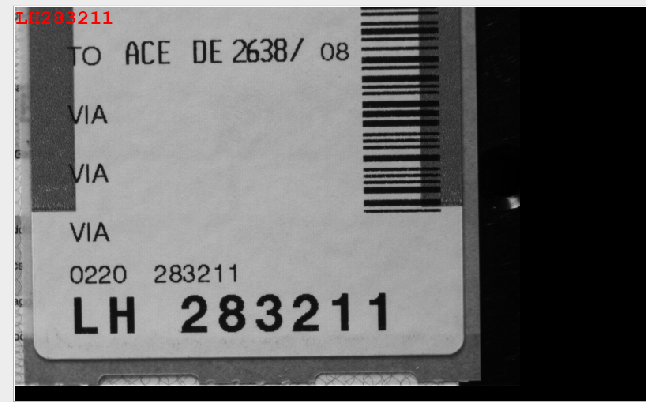 LH283211
TO ACE DE 2638/ 08
VIA
VIA
VIA
0220 283211
LH 283211